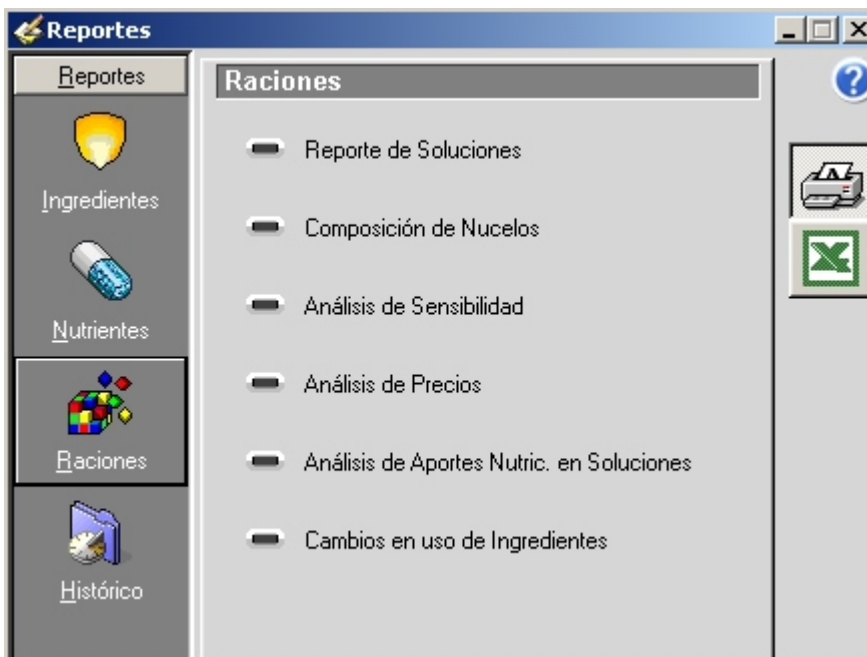 Reportes
Reportes
Ingredientes
Nutrientes
Raciones
Histórico
Raciones
Reporte de Soluciones
Composición de Nucelos
Análisis de Sensibilidad
Análisis de Precios
Análisis de Aportes Nutric. en Soluciones
Cambios en uso de Ingredientes